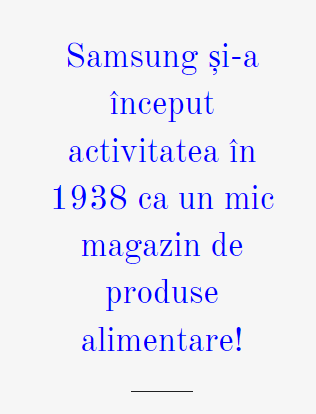 Samsung și-a
început
activitatea în
1938 ca un mic
magazin de
produse
alimentare!